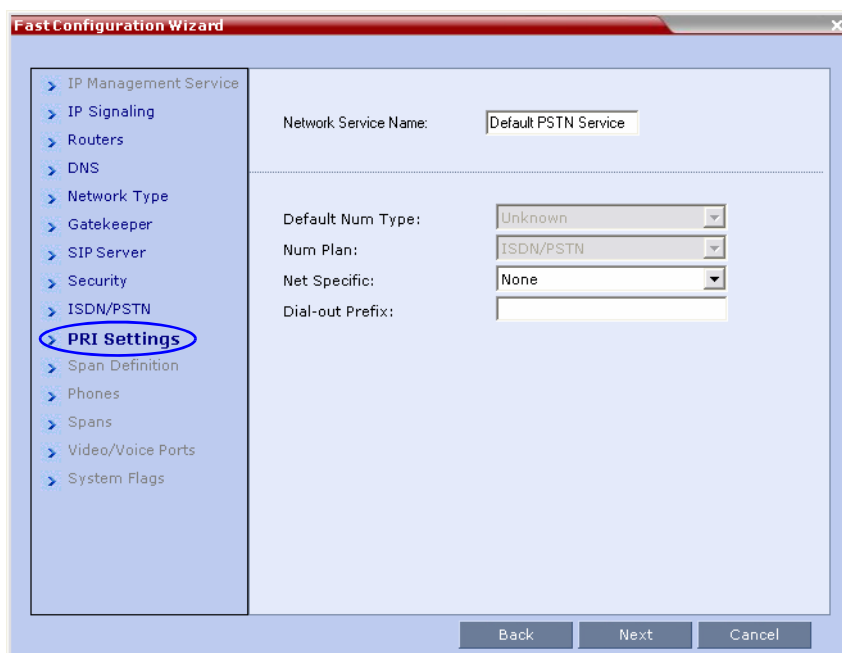 Fast Configuration Wizard
IP Management Service
IP Signaling
Routers
DNS
Network Type
Gatekeeper
SIP Server
Security
ISDN/PSTN
PRI Settings
Span Definition
Phones
Spans
Video/Voice Ports
System Flags
Network Service Name: Default PSTN Service
Default Num Type: Unknown
Num Plan: ISDN/PSTN
Net Specific: None
Dial-out Prefix:
Back Next Cancel